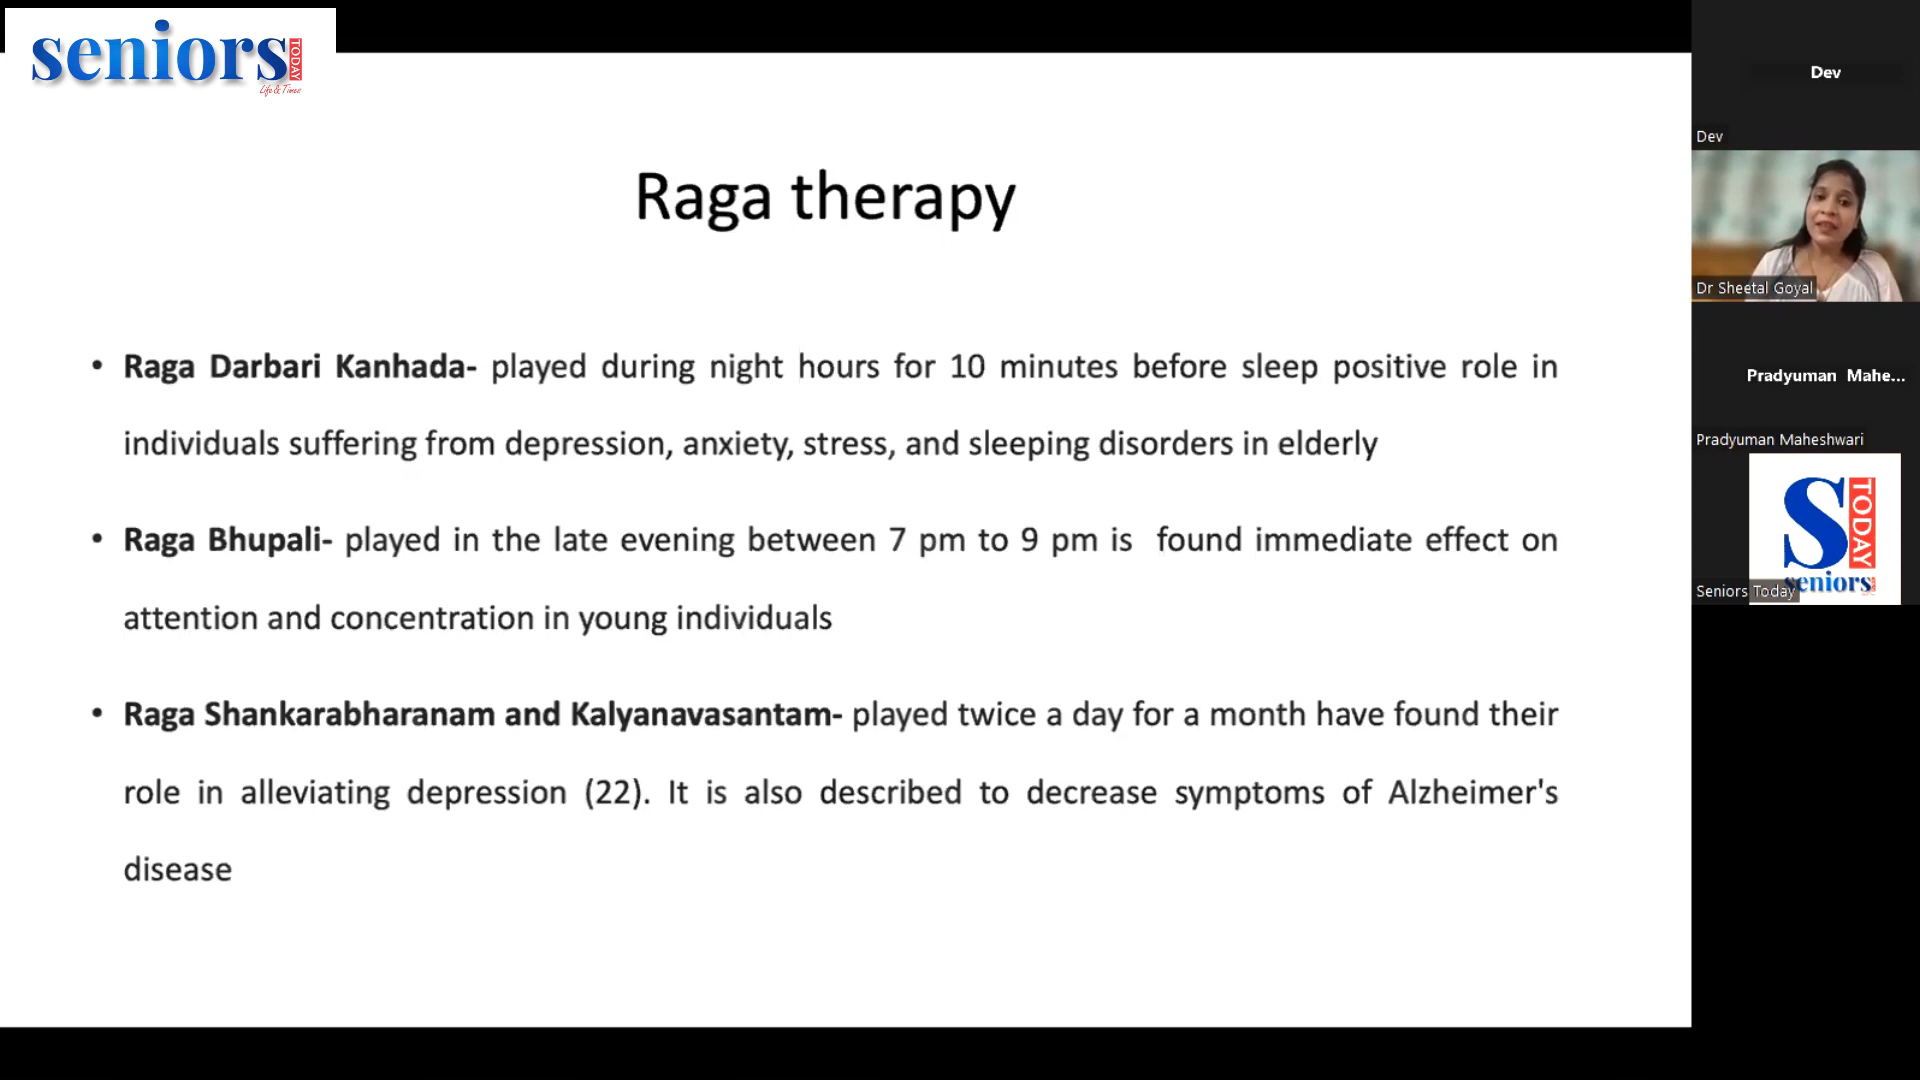 seniors TODAY
Life & Times
Raga therapy
• Raga Darbari Kanhada- played during night hours for 10 minutes before sleep positive role in
individuals suffering from depression, anxiety, stress, and sleeping disorders in elderly
• Raga Bhupali- played in the late evening between 7 pm to 9 pm is found immediate effect on
attention and concentration in young individuals
• Raga Shankarabharanam and Kalyanavasantam- played twice a day for a month have found their
role in alleviating depression (22). It is also described to decrease symptoms of Alzheimer's
disease
Dev
Dev
Dr Sheetal Goyal
Pradyuman Mahe...
Pradyuman Maheshwari
S TODAY
seniors
Seniors Today